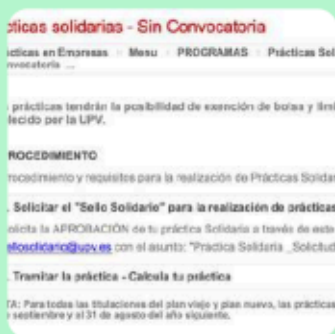 cticas solidarias - Sin Convocatoria
cticas en Empresas Menu PROGRAMAS Prácticas Sol
nvocatoria ...
prácticas tendrán la posibilidad de exención de bolsa y lími
lecido por la UPV.
ROCEDIMIENTO
rocedimiento y requisitos para la realización de Prácticas Solidar
. Solicitar el "Sello Solidario" para la realización de prácticas
olicita la APROBACIÓN de tu práctica Solidaria a través de este
ellosolidario@upv.es con el asunto: "Práctica Solidaria _Solicitud
. Tramitar la práctica - Calcula tu práctica
TA: Para todas las titulaciones del plan viejo y plan nuevo, las prácticas
e septiembre y al 31 de agosto del año siguiente.